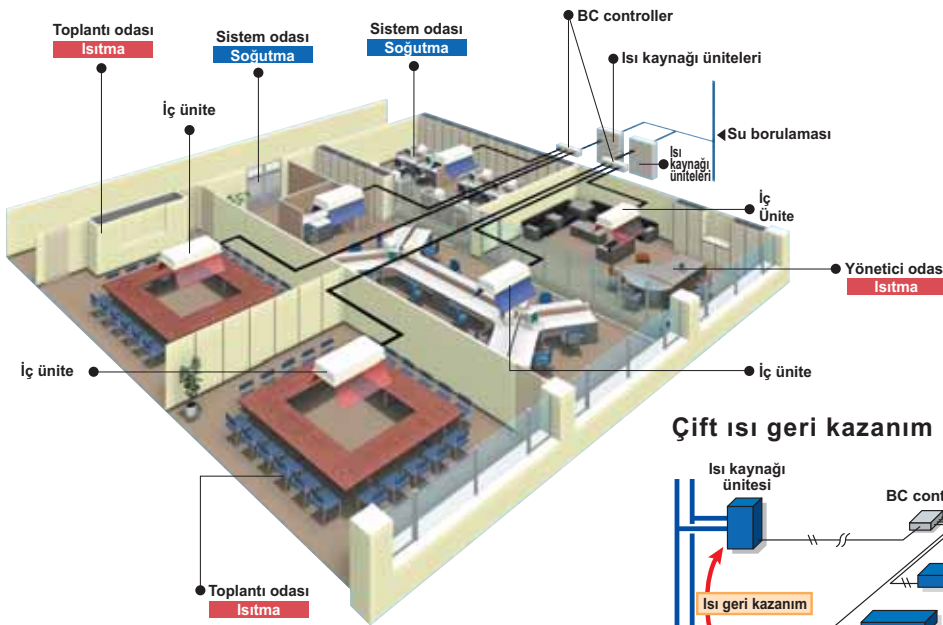 BC controller
Toplantı odası
Isıtma
Sistem odası
Soğutma
Sistem odası
Soğutma
Isı kaynağı üniteleri
İç ünite
Su borulaması
Isı
kaynağı
üniteleri
İç
Ünite
Yönetici odas
Isıtma
İç ünite
İç ünite
Çift ısı geri kazanım
Isı kaynağı
ünitesi
BC cont
Isı geri kazanım
Toplantı odası
Isıtma